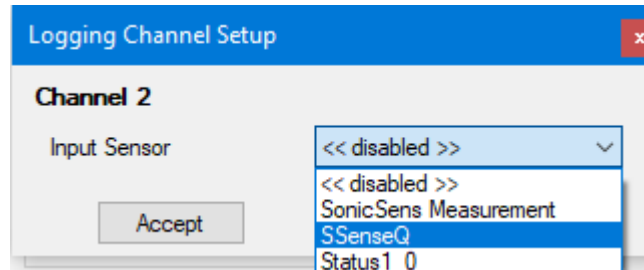 Logging Channel Setup
x
Channel 2
Input Sensor
<< disabled >>
<< disabled >>
SonicSens Measurement
Accept
SSenseQ
Status1_0